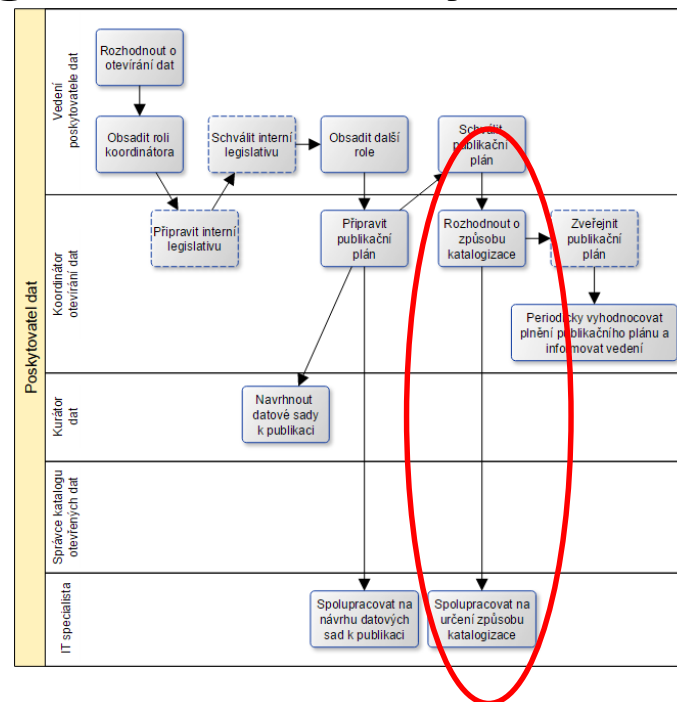 Poskytovatel dat
Vedení
poskytovatele dat
Rozhodnout o
otevírání dat
Obsadit roli
koordinátora
Schválit interní
legislativu
Obsadit další
role
Schválit
publikační
plán
Koordinátor
otevírání dat
Připravit interní
legislativu
Připravit
publikační
plán
Rozhodnout o
způsobu
katalogizace
Zveřejnit
publikační
plán
Periodicky vyhodnocovat
plnění publikačního plánu a
informovat vedení
Kurátor
dat
Navrhnout
datové sady
k publikaci
Správce katalogu
otevřených dat
IT specialista
Spolupracovat na
návrhu datových
sad k publikaci
Spolupracovat na
určení způsobu
katalogizace